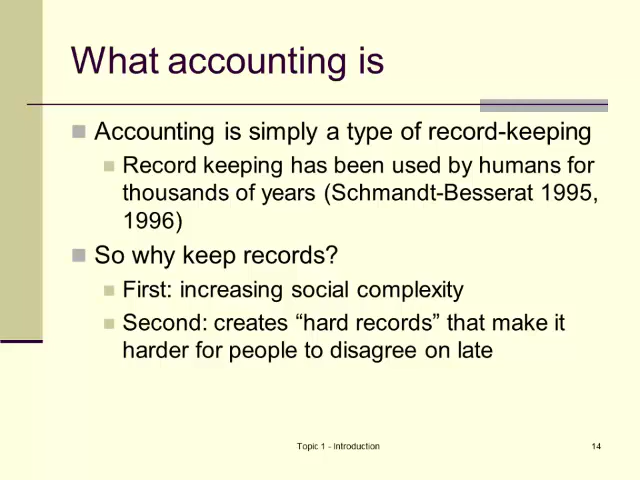 What accounting is
Accounting is simply a type of record-keeping
Record keeping has been used by humans for
thousands of years (Schmandt-Besserat 1995,
1996)
So why keep records?
First: increasing social complexity
Second: creates “hard records” that make it
harder for people to disagree on late
Topic 1 - Introduction
14